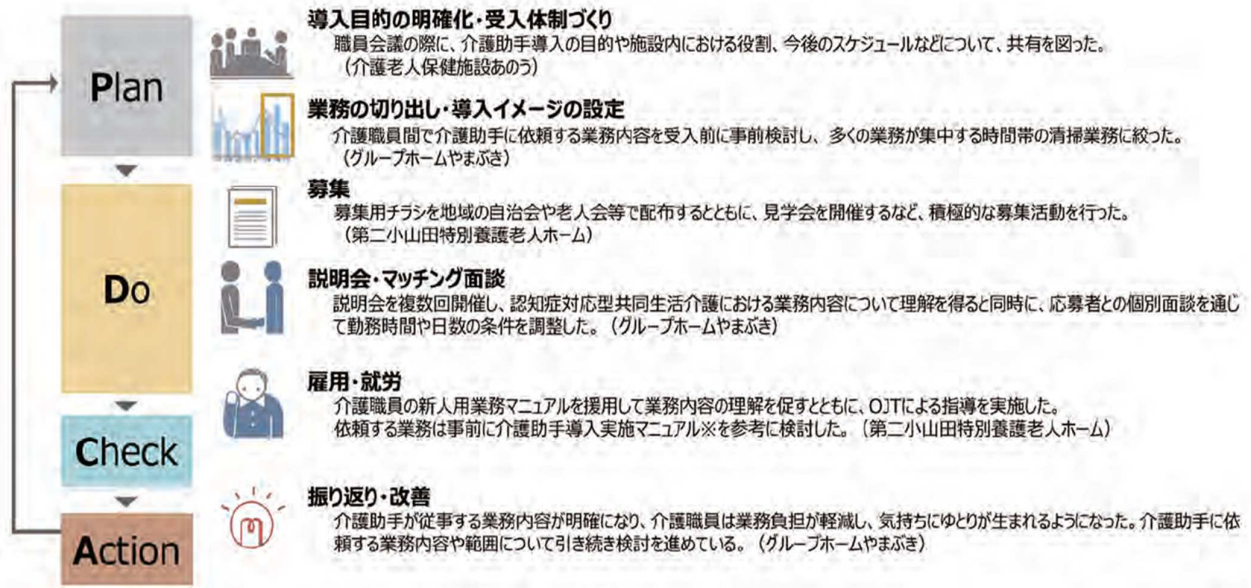 Plan
導入目的の明確化・受入体制づくり
職員会議の際に、介護助手導入の目的や施設内における役割、今後のスケジュールなどについて、共有を図った。
（介護老人保健施設あのう）
業務の切り出し・導入イメージの設定
介護職員間で介護助手に依頼する業務内容を受入前に事前検討し、多くの業務が集中する時間帯の清掃業務に絞った。
（グループホームやまぶき）
Do
募集
募集用チラシを地域の自治会や老人会等で配布するとともに、見学会を開催するなど、積極的な募集活動を行った。
（第二小山田特別養護老人ホーム）
説明会・マッチング面談
説明会を複数回開催し、認知症対応型共同生活介護における業務内容について理解を得ると同時に、応募者との個別面談を通じ
て勤務時間や日数の条件を調整した。（グループホームやまぶき）
雇用・就労
介護職員の新人用業務マニュアルを援用して業務内容の理解を促すとともに、OJTによる指導を実施した。
依頼する業務は事前に介護助手導入実施マニュアル※を参考に検討した。（第二小山田特別養護老人ホーム）
Check
Action
振り返り・改善
介護助手が従事する業務内容が明確になり、介護職員は業務負担が軽減し、気持ちにゆとりが生まれるようになった。介護助手に依
頼する業務内容や範囲について引き続き検討を進めている。（グループホームやまぶき）